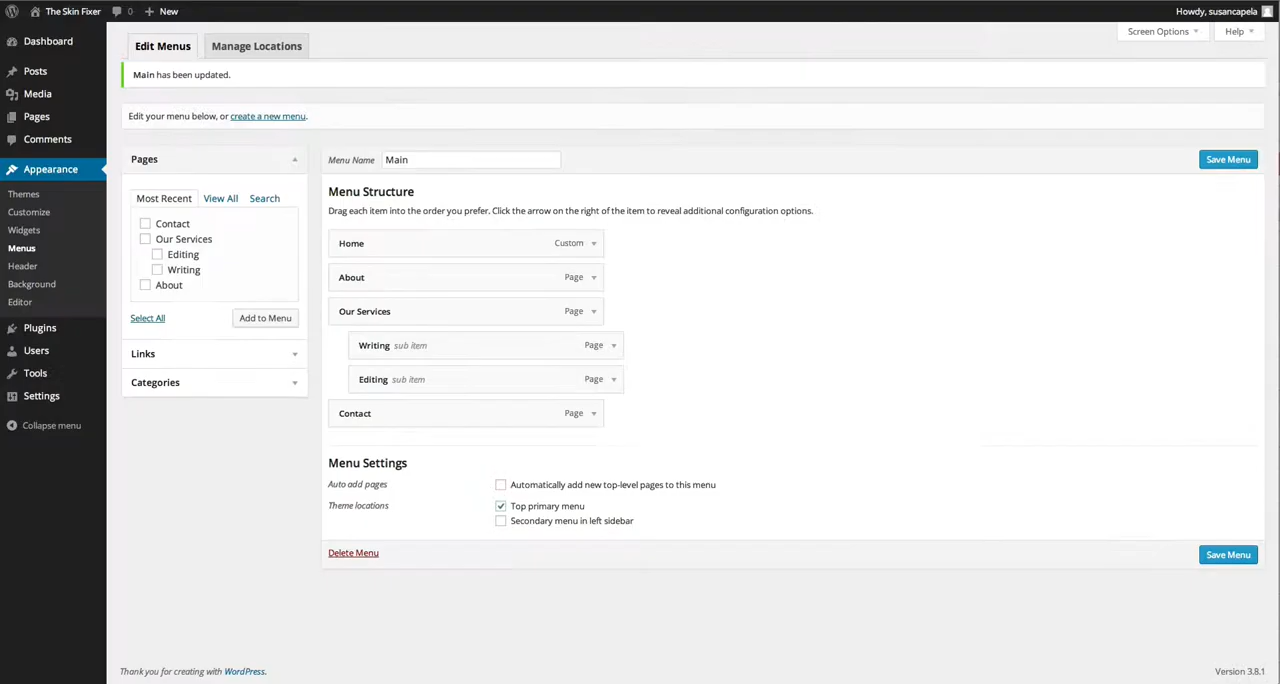 The Skin Fixer 0 New Howdy, susancapela
Dashboard
Posts
Media
Pages
Comments
Appearance
Themes
Customize
Widgets
Menus
Header
Background
Editor
Plugins
Users
Tools
Settings
Collapse menu
Screen Options Help
Edit Menus Manage Locations
Main has been updated.
Edit your menu below, or create a new menu.
Pages
Most Recent View All Search
Contact
Our Services
Editing
Writing
About
Select All Add to Menu
Links
Categories
Menu Name Main Save Menu
Menu Structure
Drag each item into the order you prefer. Click the arrow on the right of the item to reveal additional configuration options.
Home Custom
About Page
Our Services Page
Writing sub item Page
Editing sub item Page
Contact Page
Menu Settings
Auto add pages Automatically add new top-level pages to this menu
Theme locations Top primary menu
Secondary menu in left sidebar
Delete Menu Save Menu
Thank you for creating with WordPress. Version 3.8.1